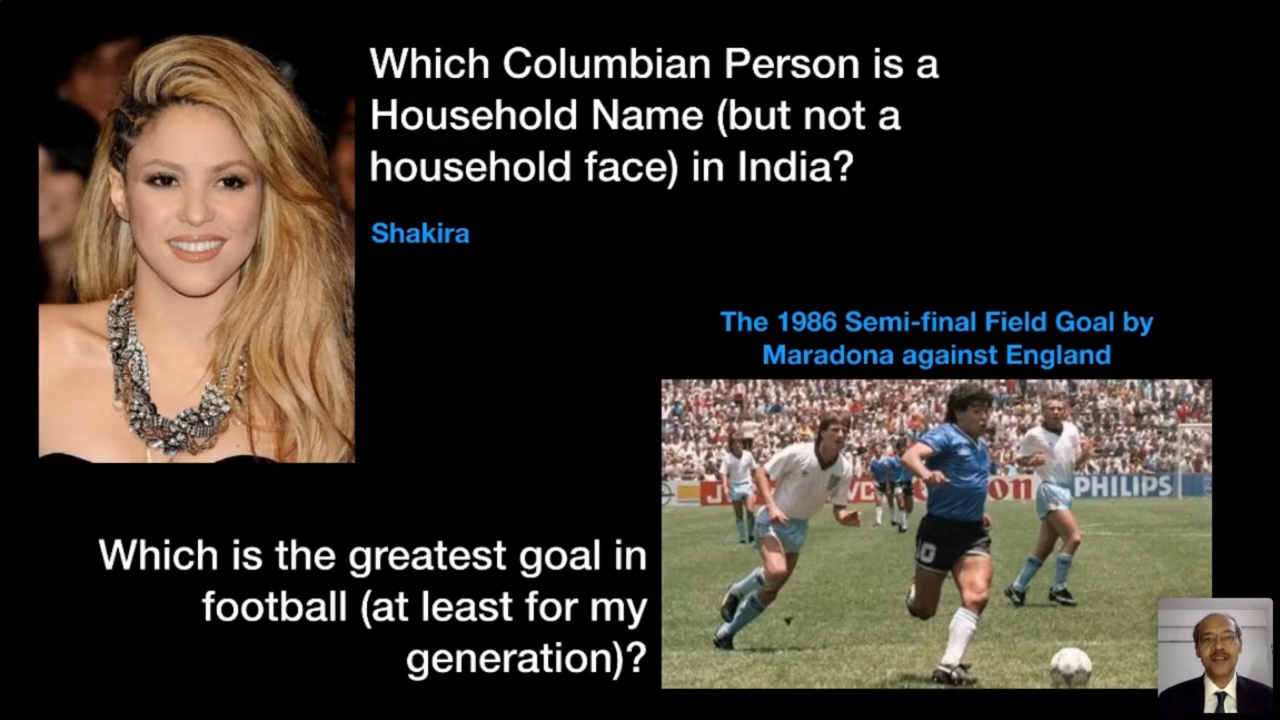 Which Columbian Person is a
Household Name (but not a
household face) in India?
Shakira
The 1986 Semi-final Field Goal by
Maradona against England
PHILIPS
Which is the greatest goal in
football (at least for my
generation)?